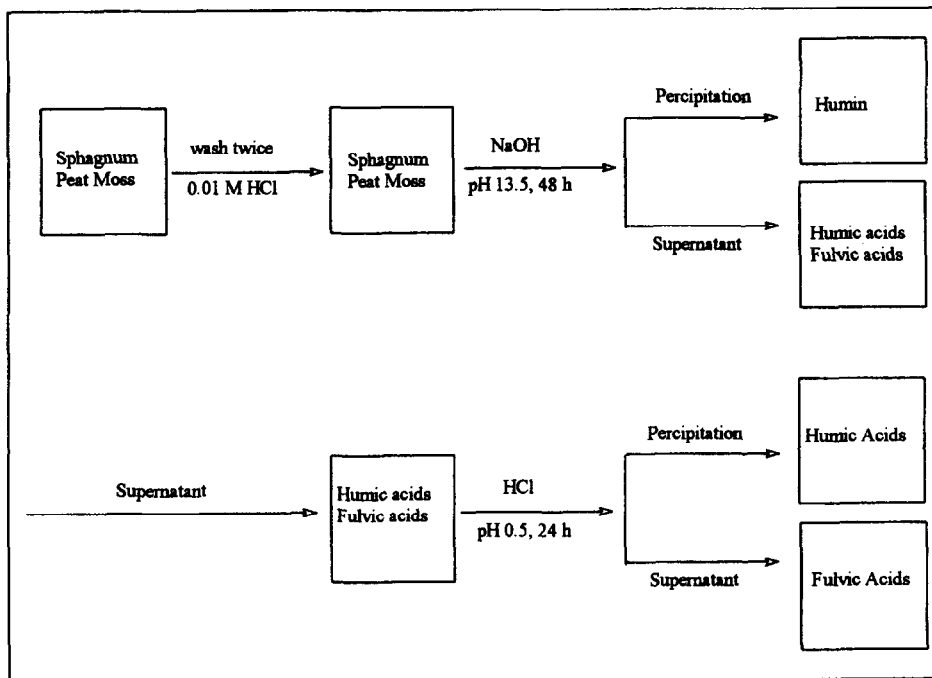 Sphagnum
Peat Moss
wash twice
0.01 M HCl
Sphagnum
Peat Moss
NaOH
pH 13.5, 48 h
Percipitation
Humin
Supernatant
Humic acids
Fulvic acids
Supernatant
Humic acids
Fulvic acids
HCl
pH 0.5, 24 h
Percipitation
Humic Acids
Supernatant
Fulvic Acids